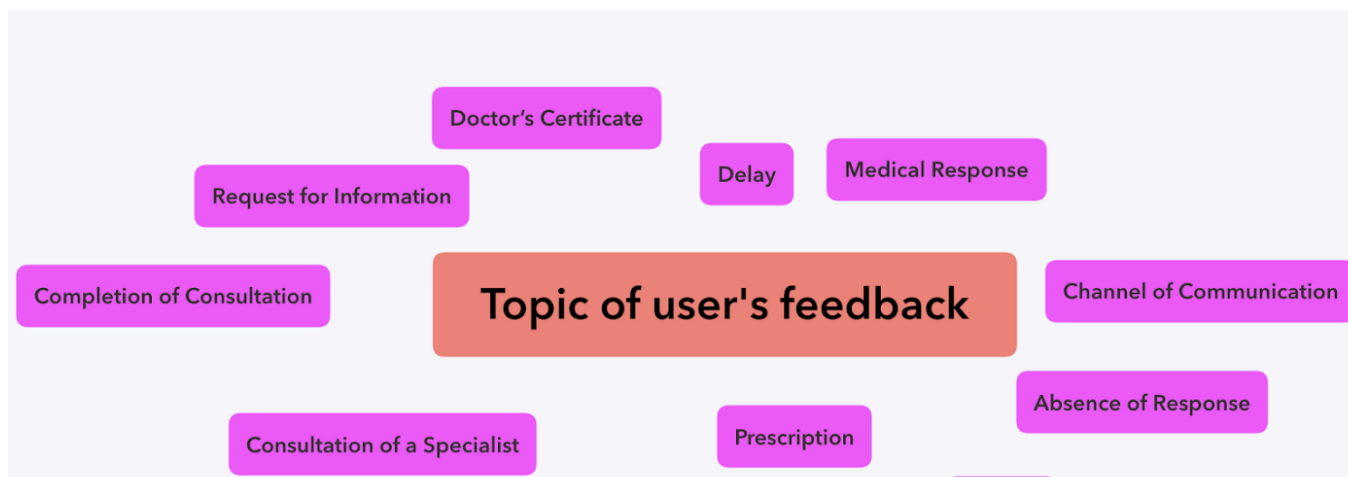 Doctor’s Certificate
Delay
Medical Response
Request for Information
Topic of user's feedback
Completion of Consultation
Channel of Communication
Absence of Response
Consultation of a Specialist
Prescription